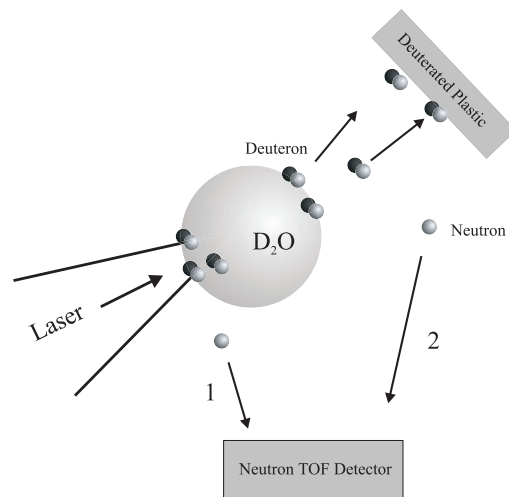 Deuterated Plastic
Deuteron
D₂O
Neutron
Laser
2
1
Neutron TOF Detector